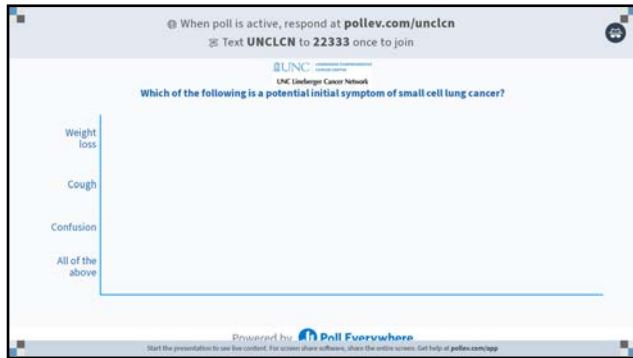 When poll is active, respond at pollev.com/unclcn
Text UNCLCN to 22333 once to join
UNC
UNC Lineberger Cancer Network
Which of the following is a potential initial symptom of small cell lung cancer?
Weight
loss
Cough
Confusion
All of the
above
Powered by Poll Everywhere
Start the presentation to see live content. For screen share software, share the entire screen. Get help at pollev.com/app